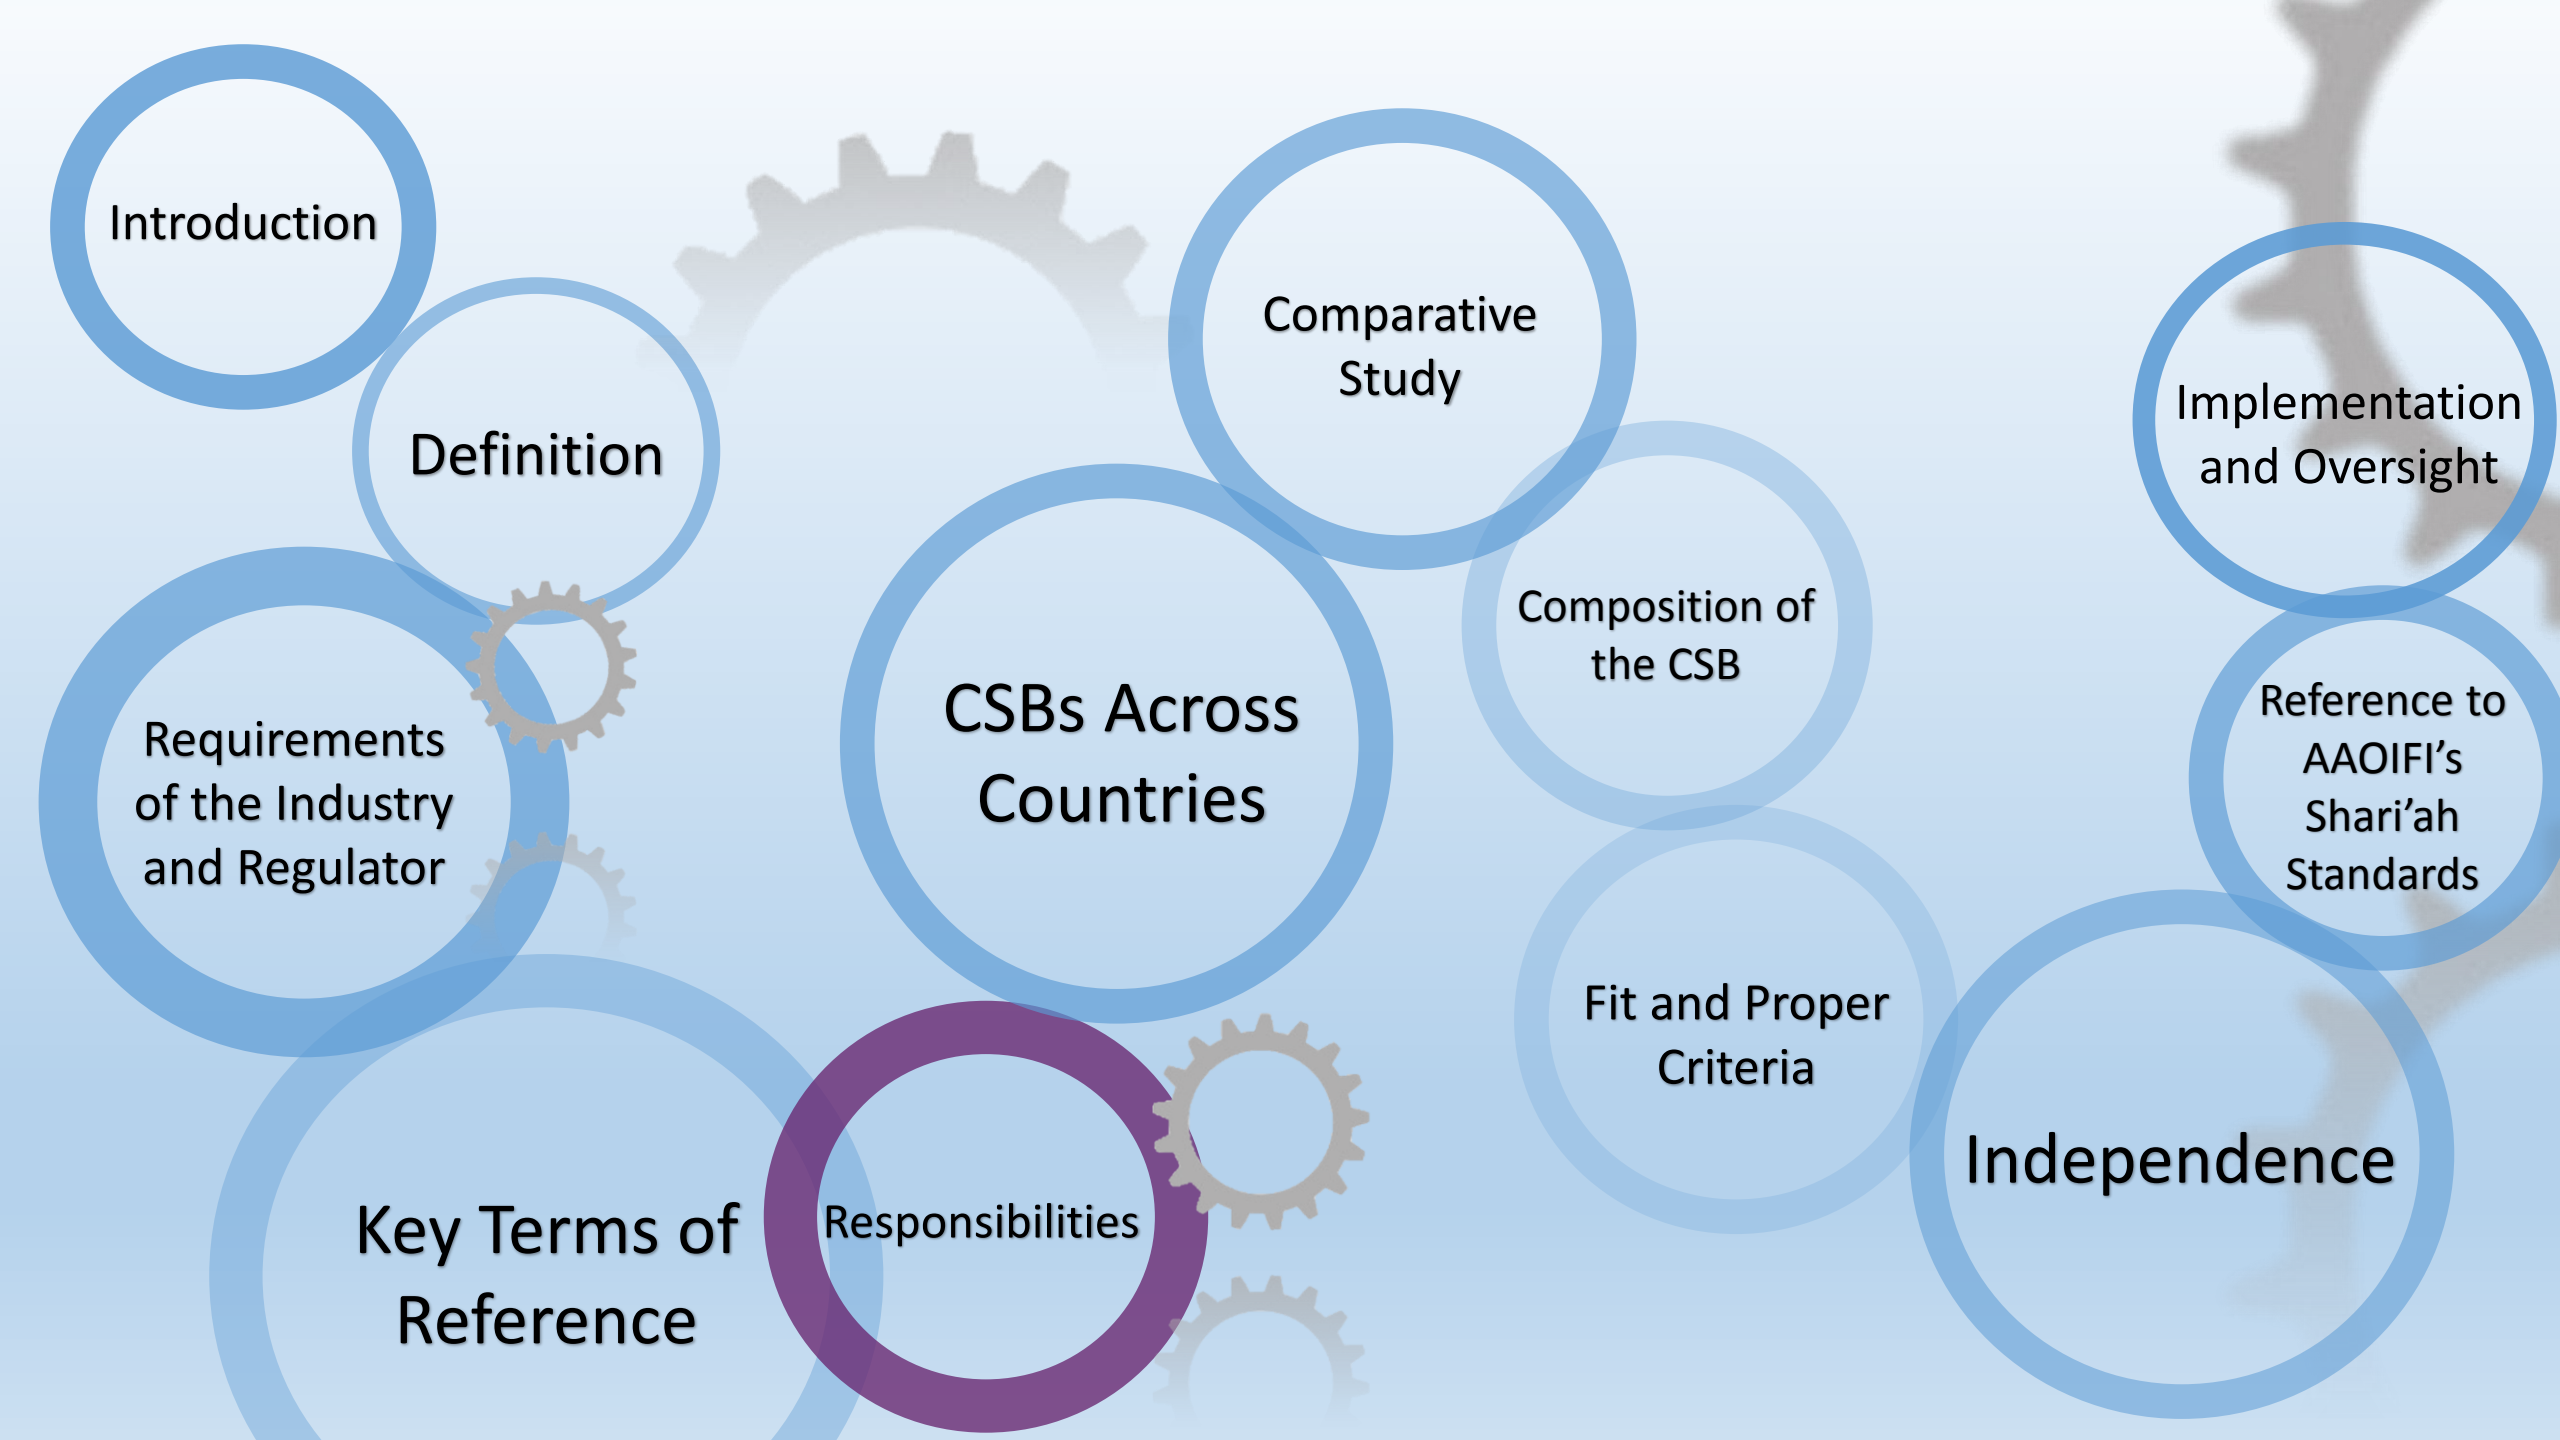 Introduction
Definition
Requirements
of the Industry
and Regulator
Key Terms of
Reference
Responsibilities
CSBs Across
Countries
Comparative
Study
Composition of
the CSB
Fit and Proper
Criteria
Independence
Reference to
AAOIFI’s
Shari’ah
Standards
Implementation
and Oversight